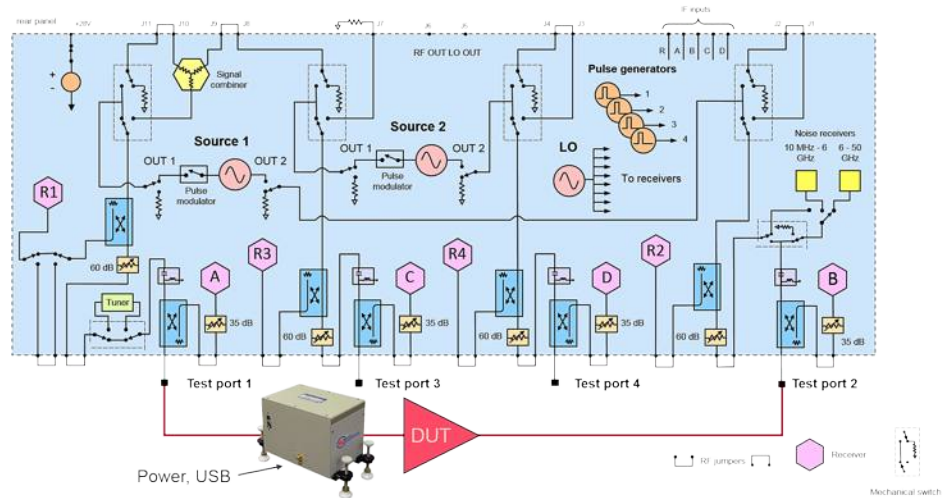 rear panel
+28V
J11
J10
J9
J8
J7
J6
J5
J4
J3
IF inputs
J2
J1
RF OUT LO OUT
R A B C D
+
-
Signal
combiner
Pulse generators
1
2
3
4
Source 1
OUT 1
OUT 2
Pulse
modulator
Source 2
OUT 1
OUT 2
Pulse
modulator
LO
To receivers
Noise receivers
10 MHz - 6
GHz
6 - 50
GHz
R1
60 dB
Tuner
A
35 dB
R3
60 dB
C
35 dB
R4
60 dB
D
35 dB
R2
60 dB
B
35 dB
Test port 1
Test port 3
Test port 4
Test port 2
DUT
Power, USB
RF jumpers
Receiver
Mechanical switch